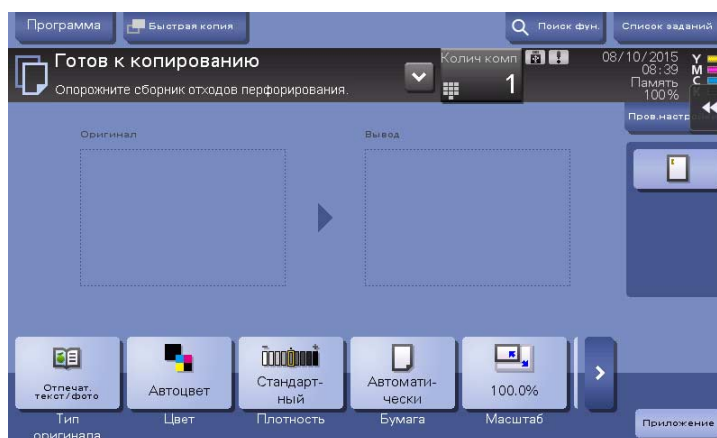 Программа
Быстрая копия
Поиск фун.
Список заданий
Готов к копированию
Опорожните сборник отходов перфорирования.
Колич комп
1
08/10/2015
08:39
Память
100%
Y
M
C
K
Пров.настр
Оригинал
Вывод
Отпечат.
текст/фото
Автоцвет
Стандарт-
ный
Автомати-
чески
100.0%
Тип
оригинала
Цвет
Плотность
Бумага
Масштаб
Приложение